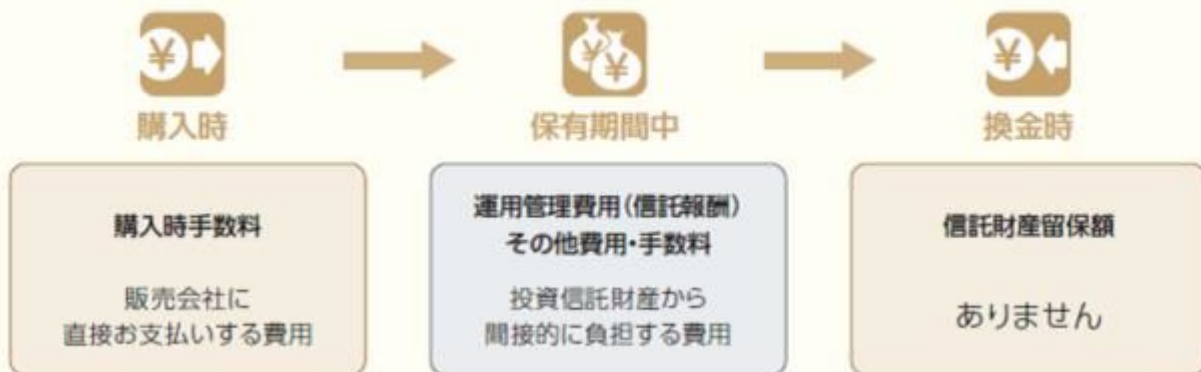 購入時
保有期間中
換金時
購入時手数料
販売会社に
直接お支払いする費用
運用管理費用(信託報酬)
その他費用・手数料
投資信託財産から
間接的に負担する費用
信託財産留保額
ありません